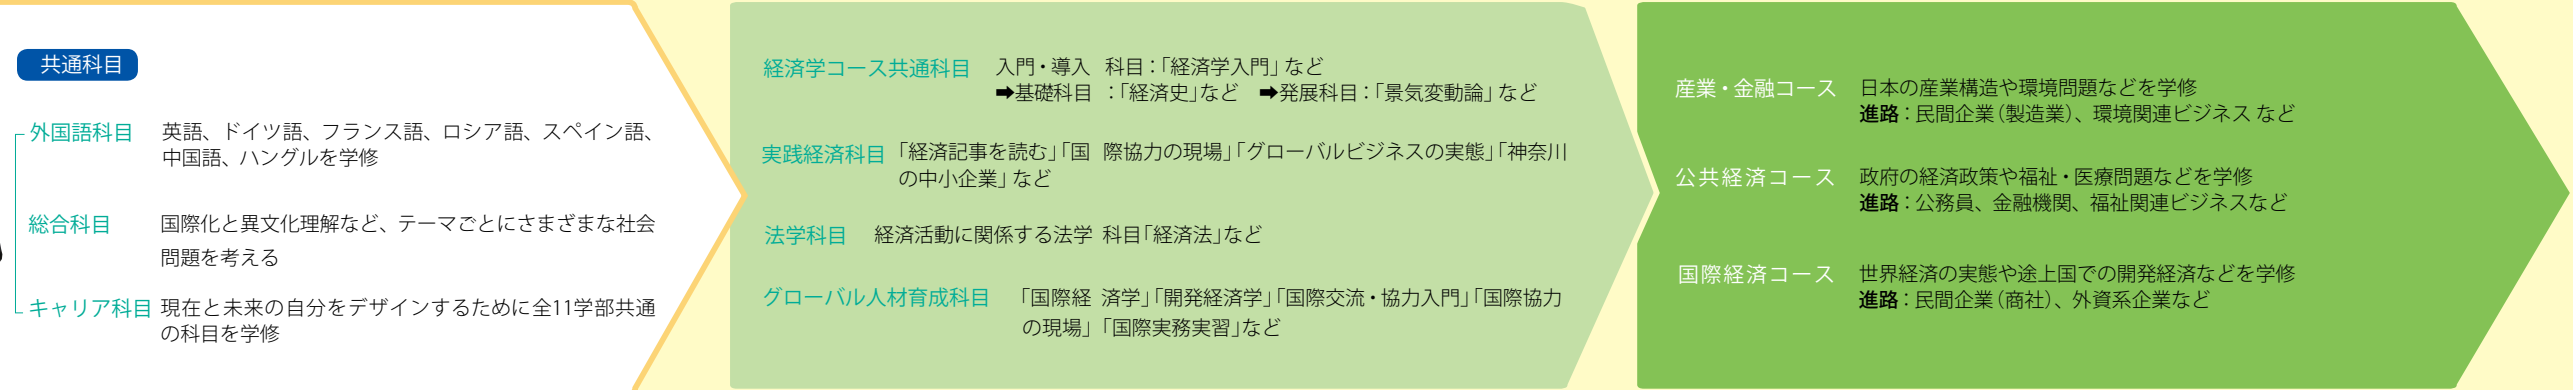 共通科目
外国語科目 英語、ドイツ語、フランス語、ロシア語、スペイン語、
中国語、ハングルを学修
総合科目 国際化と異文化理解など、テーマごとにさまざまな社会
問題を考える
キャリア科目 現在と未来の自分をデザインするために全11学部共通
の科目を学修
経済学コース共通科目 入門・導入 科目：「経済学入門」など
➡基礎科目 ：「経済史」など ➡発展科目：「景気変動論」など
実践経済科目 「経済記事を読む」「国 際協力の現場」「グローバルビジネスの実態」「神奈川
の中小企業」など
法学科目 経済活動に関係する法学 科目「経済法」など
グローバル人材育成科目 「国際経 済学」「開発経済学」「国際交流・協力入門」「国際協力
の現場」「国際実務実習」など
産業・金融コース 日本の産業構造や環境問題などを学修
進路：民間企業（製造業）、環境関連ビジネス など
公共経済コース 政府の経済政策や福祉・医療問題などを学修
進路：公務員、金融機関、福祉関連ビジネスなど
国際経済コース 世界経済の実態や途上国での開発経済などを学修
進路：民間企業（商社）、外資系企業など